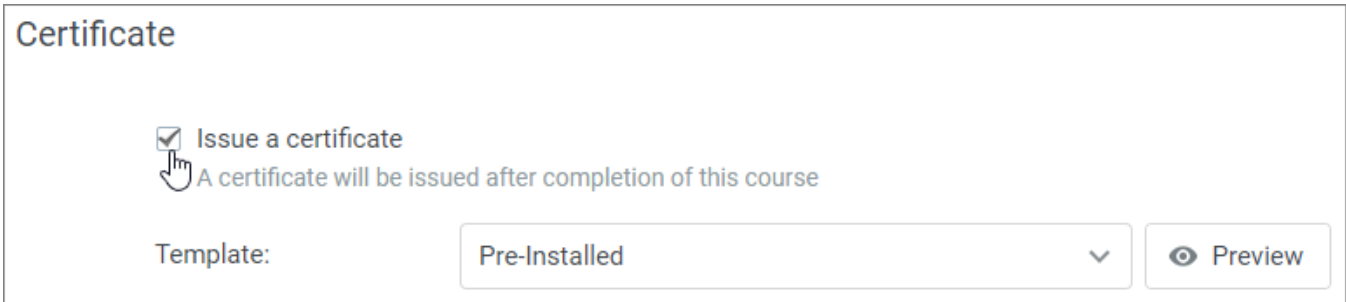 Certificate
Issue a certificate
A certificate will be issued after completion of this course
Template: Pre-Installed Preview